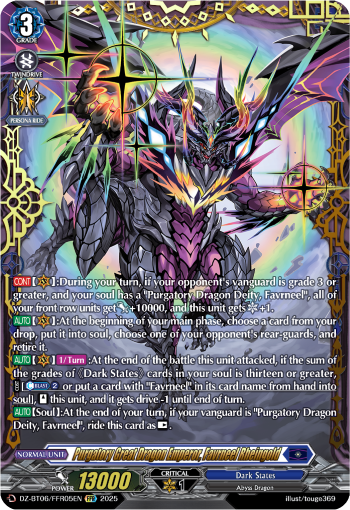 3
GRADE
TWINDRIVE
PERSONA RIDE
CONT【 】:During your turn, if your opponent's vanguard is grade 3 or
greater, and your soul has a "Purgatory Dragon Deity, Favrneel", all of
your front row units get +10000, and this unit gets +1.
AUTO【 】:At the beginning of your main phase, choose a card from your
drop, put it into soul, choose one of your opponent's rear-guards, and
retire it.
AUTO【 】1/Turn:At the end of the battle this unit attacked, if the sum of
the grades of 《Dark States》 cards in your soul is thirteen or greater,
COST【 BLAST 2 or put a card with "Favrneel" in its card name from hand into
soul】, this unit, and it gets drive -1 until end of turn.
AUTO【Soul】:At the end of your turn, if your vanguard is "Purgatory
Dragon Deity, Favrneel", ride this card as .
NORMAL UNIT
Purgatory Great Dragon Emperor, Favrneel
POWER
13000
CRITICAL
1
Dark States
Abyss Dragon
DZ-BT06/FFR05EN FFR 2025
illust/touge369